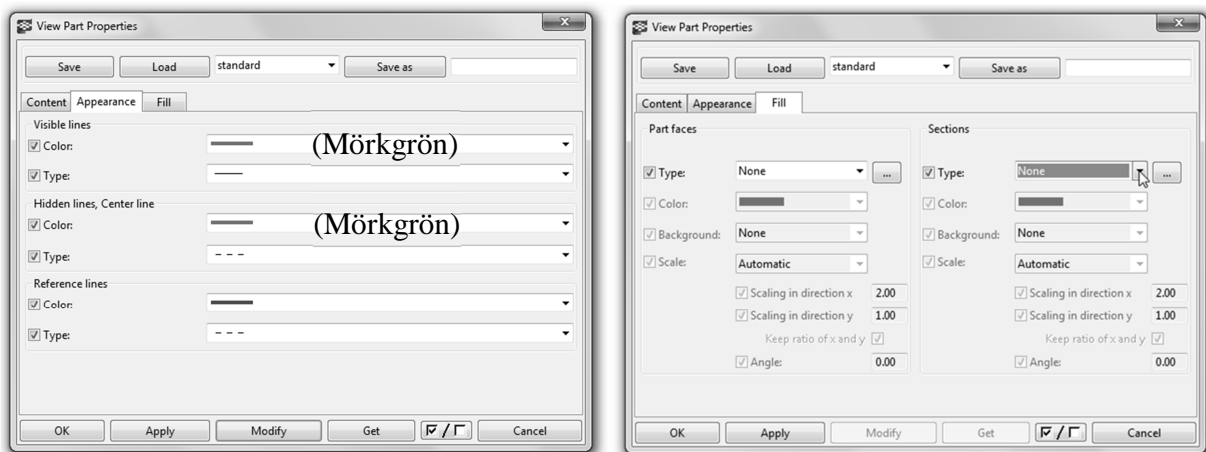 View Part Properties
Save Load standard Save as
Content Appearance Fill
Visible lines
Color: (Mörkgrön)
Type:
Hidden lines, Center line
Color: (Mörkgrön)
Type:
Reference lines
Color:
Type:
OK Apply Modify Get Cancel
View Part Properties
Save Load standard Save as
Content Appearance Fill
Part faces
Type: None ...
Color:
Background: None
Scale: Automatic
Scaling in direction x 2.00
Scaling in direction y 1.00
Keep ratio of x and y
Angle: 0.00
Sections
Type: None ...
Color:
Background: None
Scale: Automatic
Scaling in direction x 2.00
Scaling in direction y 1.00
Keep ratio of x and y
Angle: 0.00
OK Apply Modify Get Cancel